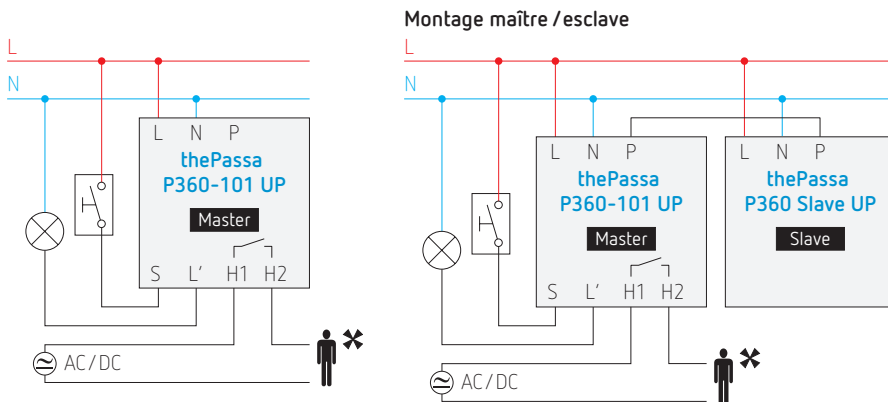 Montage maître / esclave
L
N
L N P
thePassa
P360-101 UP
Master
S L’ H1 H2
AC/DC
L
N
L N P
thePassa
P360-101 UP
Master
S L’ H1 H2
AC/DC
L N P
thePassa
P360 Slave UP
Slave